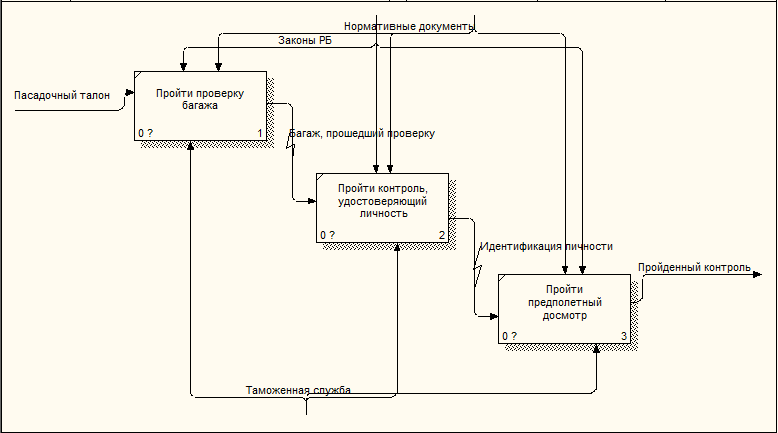 Нормативные документы
Законы РБ
Пасадочный талон
Пройти проверку
багажа
0 ?
1
Багаж, прошедший проверку
Пройти контроль,
удостоверяющий
личность
0 ?
2
Идентификация личности
Пройденный контроль
Пройти
предполетный
досмотр
0 ?
3
Таможенная служба